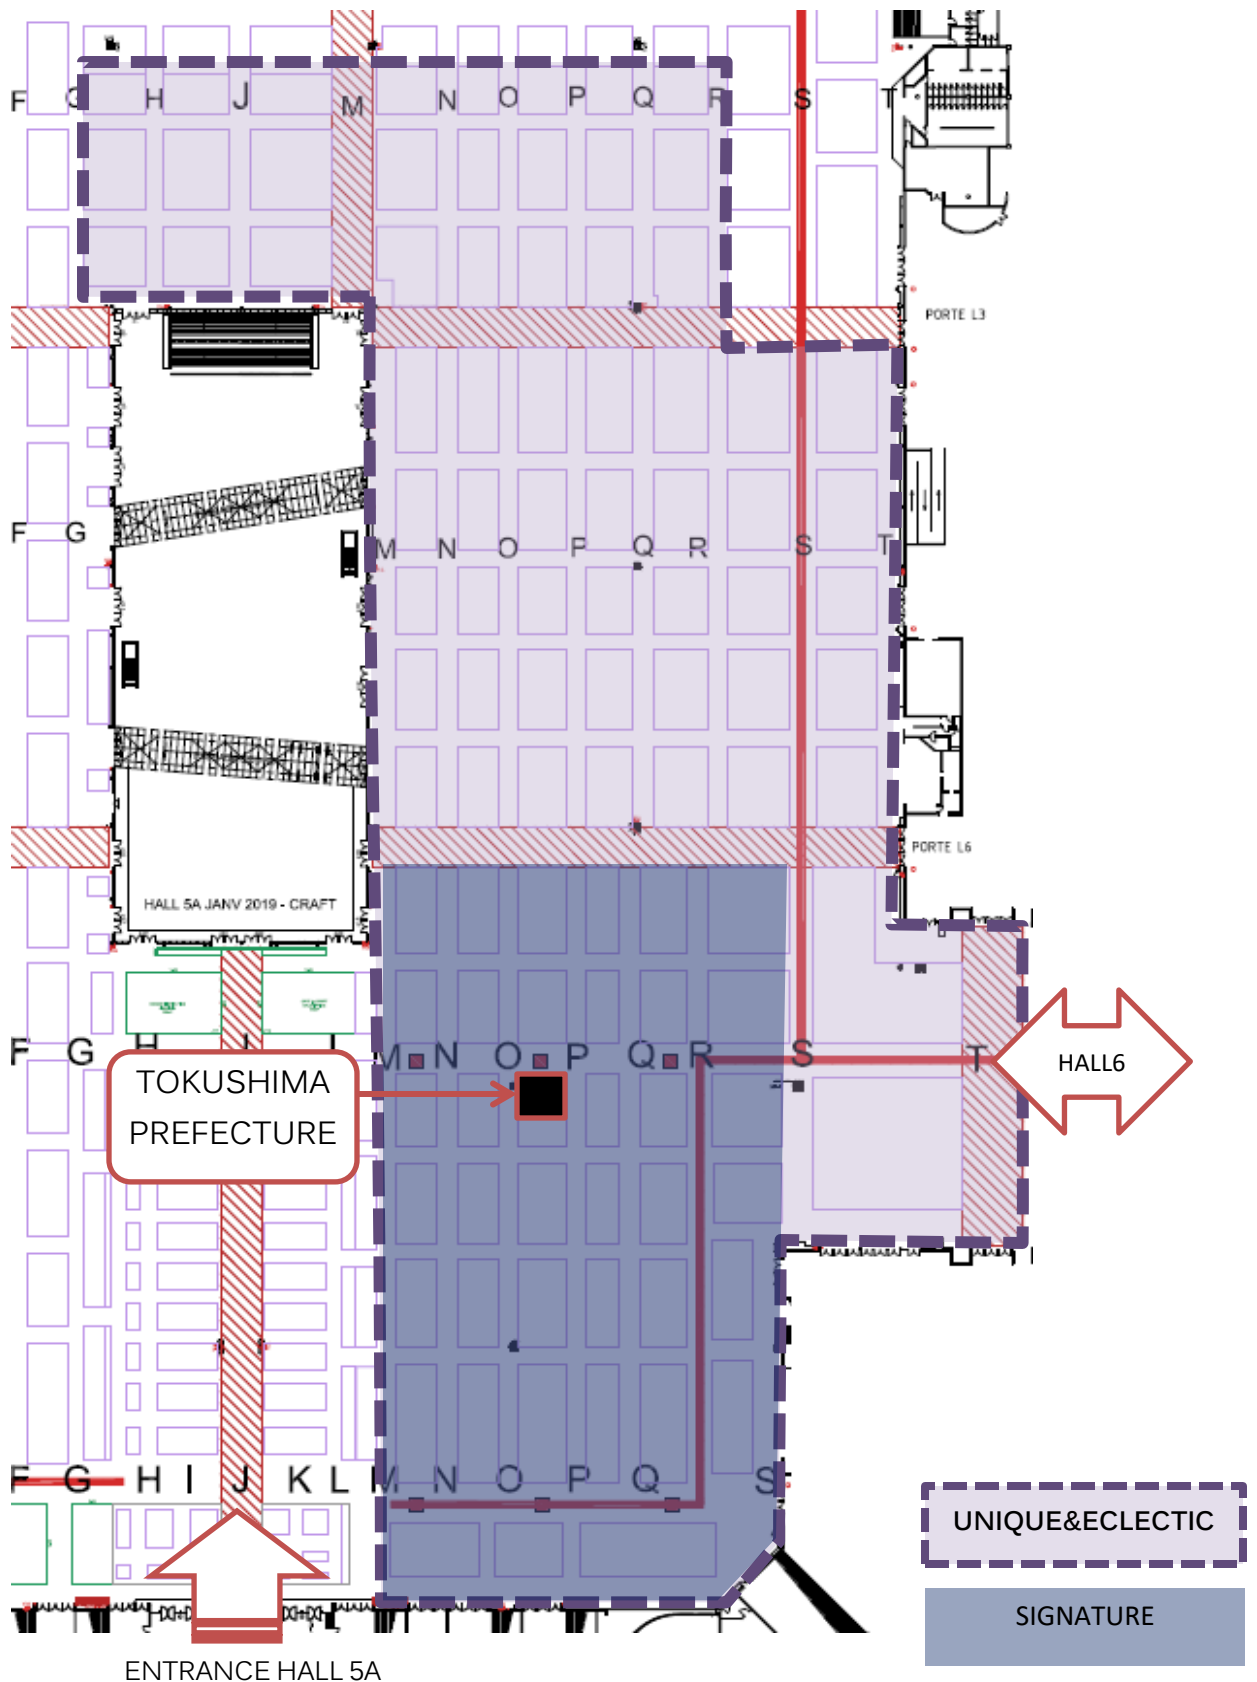 F G H J M N O P Q R S T
PORTE L3
F G M N O P Q R S T
PORTE L6
HALL 5A JANV 2019 - CRAFT
F G H J L M N O P Q R S T
HALL6
TOKUSHIMA
PREFECTURE
F G H I J K L M N O P Q S
UNIQUE&ECLECTIC
SIGNATURE
ENTRANCE HALL 5A